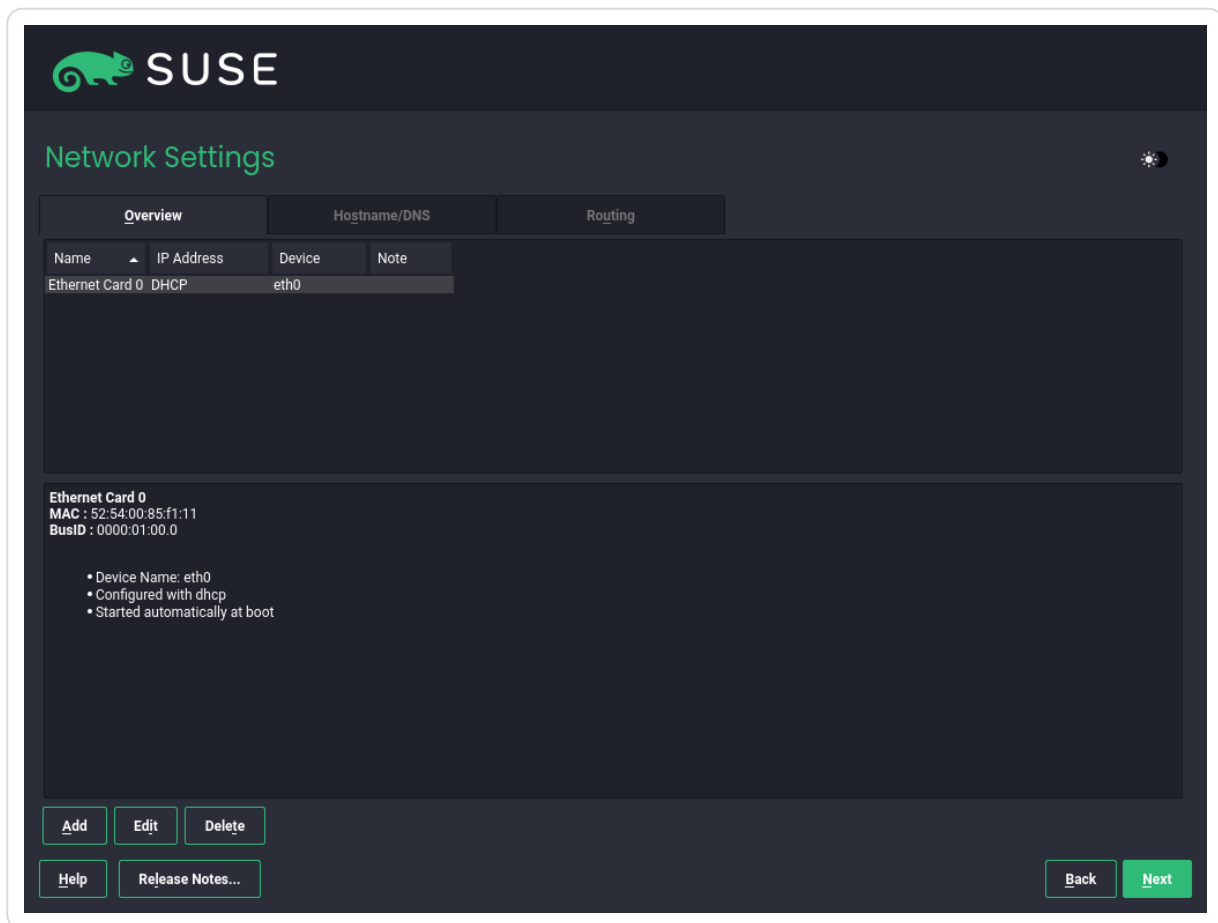 SUSE
Network Settings
Overview Hostname/DNS Routing
Name IP Address Device Note
Ethernet Card 0 DHCP eth0
Ethernet Card 0
MAC : 52:54:00:85:f1:11
BusID : 0000:01:00.0
• Device Name: eth0
• Configured with dhcp
• Started automatically at boot
Add Edit Delete
Help Release Notes... Back Next